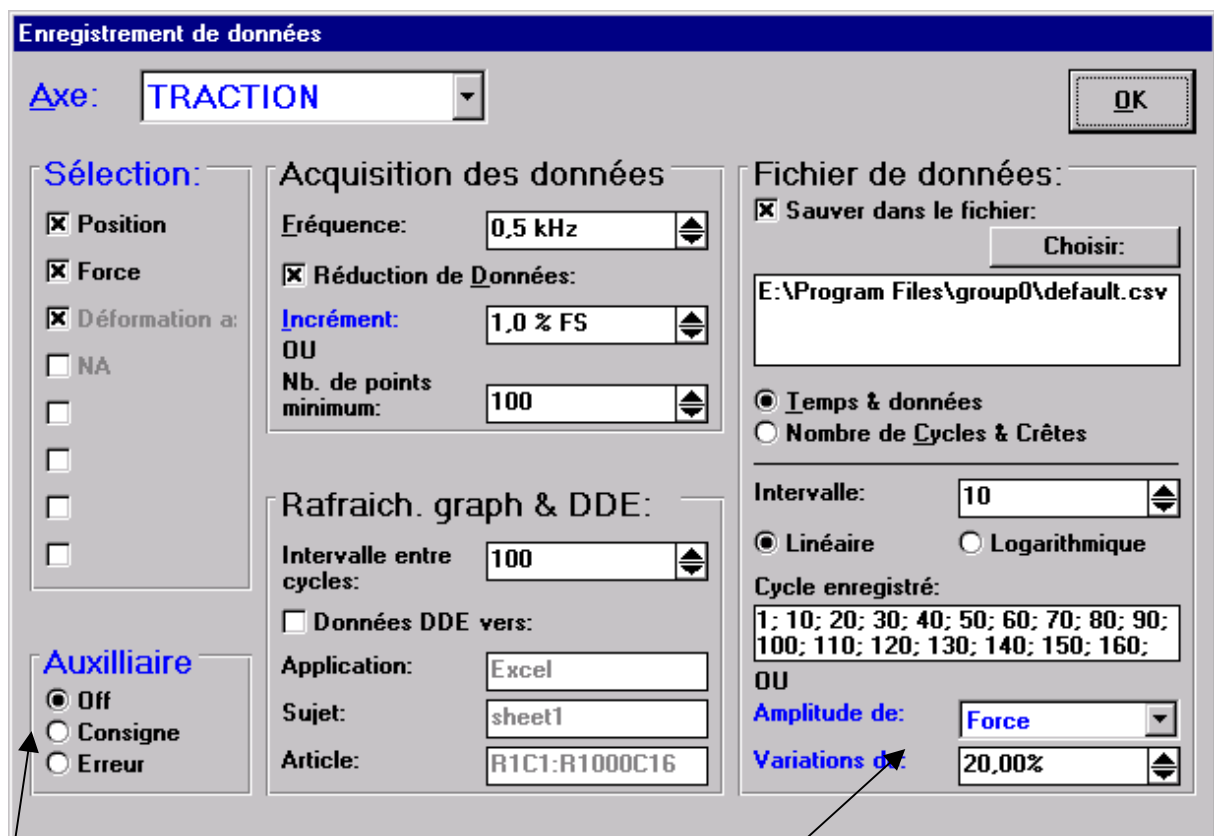 Enregistrement de données
Axe: TRACTION
OK
Sélection:
Position
Force
Déformation a:
NA
Auxilliaire
Off
Consigne
Erreur
Acquisition des données
Fréquence: 0,5 kHz
Réduction de Données:
Incrément: 1,0 % FS
OU
Nb. de points
minimum: 100
Rafraich. graph & DDE:
Intervalle entre
cycles: 100
Données DDE vers:
Application: Excel
Sujet: sheet1
Article: R1C1:R1000C16
Fichier de données:
Sauver dans le fichier:
Choisir:
E:\Program Files\group0\default.csv
Temps & données
Nombre de Cycles & Crêtes
Intervalle: 10
Linéaire Logarithmique
Cycle enregistré:
1; 10; 20; 30; 40; 50; 60; 70; 80; 90;
100; 110; 120; 130; 140; 150; 160;
OU
Amplitude de: Force
Variations de: 20,00%